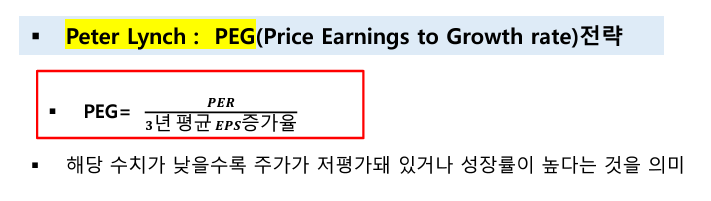 ▪ Peter Lynch : PEG(Price Earnings to Growth rate)전략
▪ PEG= PER / 3년 평균 EPS증가율
▪ 해당 수치가 낮을수록 주가가 저평가돼 있거나 성장률이 높다는 것을 의미